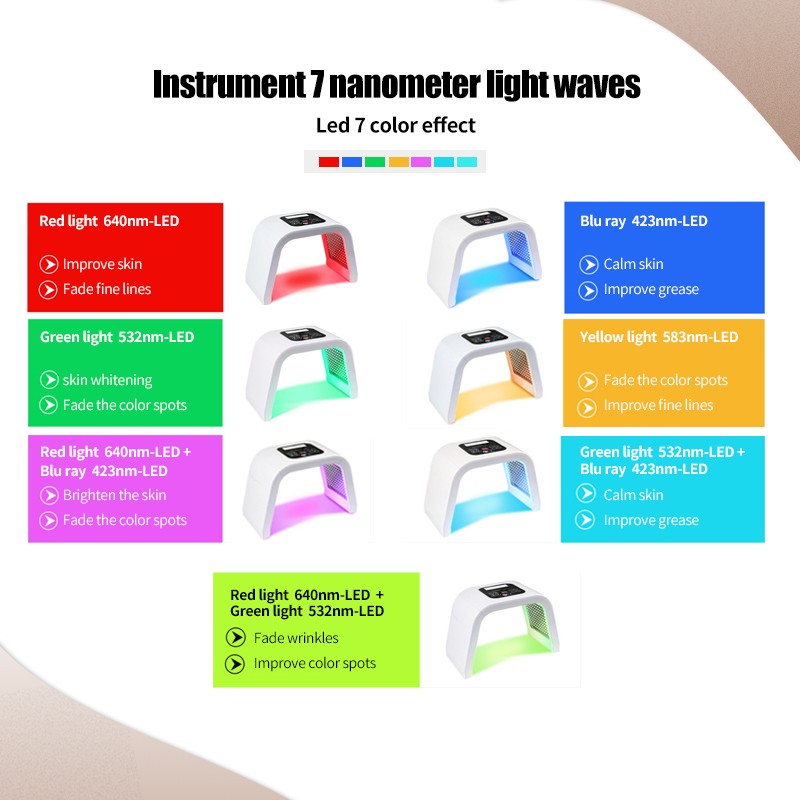 Instrument 7 nanometer light waves
Led 7 color effect
Red light 640nm-LED
Improve skin
Fade fine lines
Blu ray 423nm-LED
Calm skin
Improve grease
Green light 532nm-LED
skin whitening
Fade the color spots
Yellow light 583nm-LED
Fade the color spots
Improve fine lines
Red light 640nm-LED +
Blu ray 423nm-LED
Brighten the skin
Fade the color spots
Green light 532nm-LED +
Blu ray 423nm-LED
Calm skin
Improve grease
Red light 640nm-LED +
Green light 532nm-LED
Fade wrinkles
Improve color spots